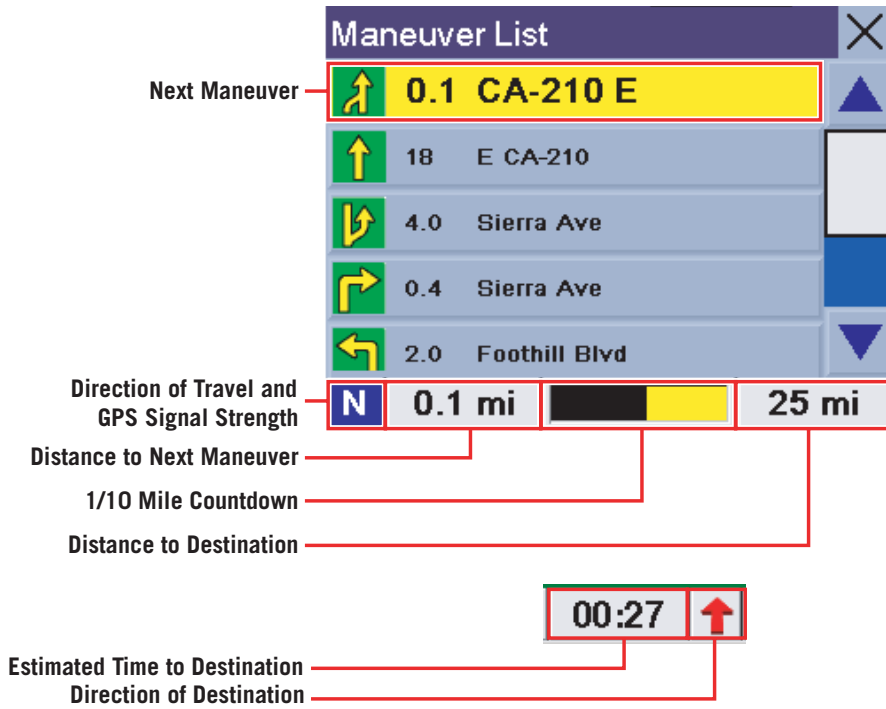 Maneuver List
Next Maneuver
0.1 CA-210 E
18 E CA-210
4.0 Sierra Ave
0.4 Sierra Ave
2.0 Foothill Blvd
Direction of Travel and
GPS Signal Strength
N 0.1 mi 25 mi
Distance to Next Maneuver
1/10 Mile Countdown
Distance to Destination
00:27
Estimated Time to Destination
Direction of Destination